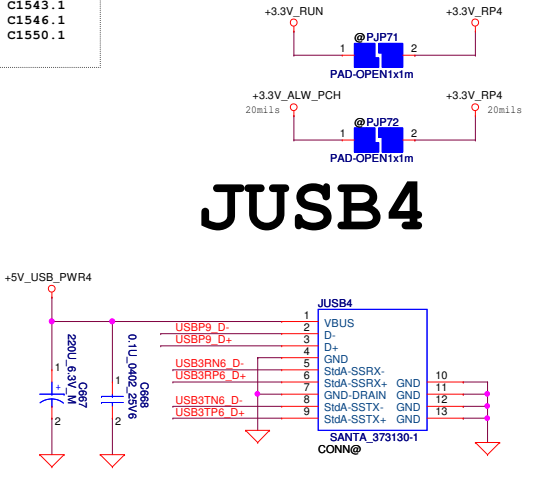 C1543.1
C1546.1
C1550.1
+3.3V_RUN
+3.3V_RP4
@PJP71
1
2
PAD-OPEN1x1m
+3.3V_ALW_PCH
+3.3V_RP4
20mils
20mils
@PJP72
1
2
PAD-OPEN1x1m
JUSB4
+5V_USB_PWR4
JUSB4
1 VBUS
USBP9_D- 2 D-
USBP9_D+ 3 D+
4 GND
USB3RN6_D- 5 StdA-SSRX-
USB3RP6_D+ 6 StdA-SSRX+ GND 10
7 GND-DRAIN GND 11
USB3TN6_D- 8 StdA-SSTX- GND 12
USB3TP6_D+ 9 StdA-SSTX+ GND 13
SANTA_373130-1
CONN@
1
+
2
C667
220U_6.3V_M
1
2
C668
0.1U_0402_25V6